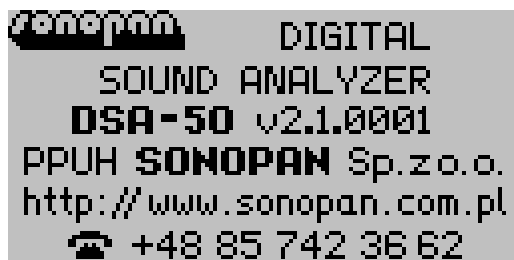 sonopan DIGITAL
SOUND ANALYZER
DSA-50 v2.1.0001
PPUH SONOPAN Sp.z o.o.
http://www.sonopan.com.pl
☎ +48 85 742 36 62